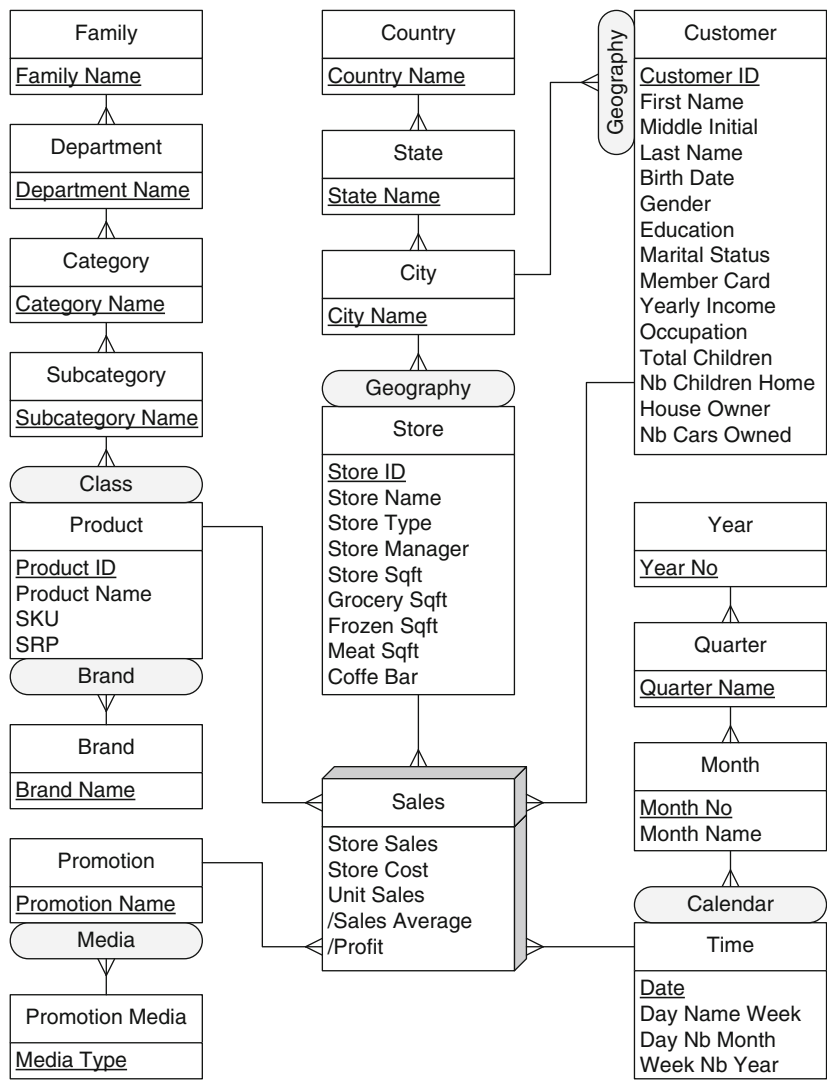 Family
Family Name
Department
Department Name
Category
Category Name
Subcategory
Subcategory Name
Class
Product
Product ID
Product Name
SKU
SRP
Brand
Brand
Brand Name
Promotion
Promotion Name
Media
Promotion Media
Media Type
Country
Country Name
State
State Name
City
City Name
Geography
Store
Store ID
Store Name
Store Type
Store Manager
Store Sqft
Grocery Sqft
Frozen Sqft
Meat Sqft
Coffe Bar
Sales
Store Sales
Store Cost
Unit Sales
/Sales Average
/Profit
Geography
Customer
Customer ID
First Name
Middle Initial
Last Name
Birth Date
Gender
Education
Marital Status
Member Card
Yearly Income
Occupation
Total Children
Nb Children Home
House Owner
Nb Cars Owned
Year
Year No
Quarter
Quarter Name
Month
Month No
Month Name
Calendar
Time
Date
Day Name Week
Day Nb Month
Week Nb Year